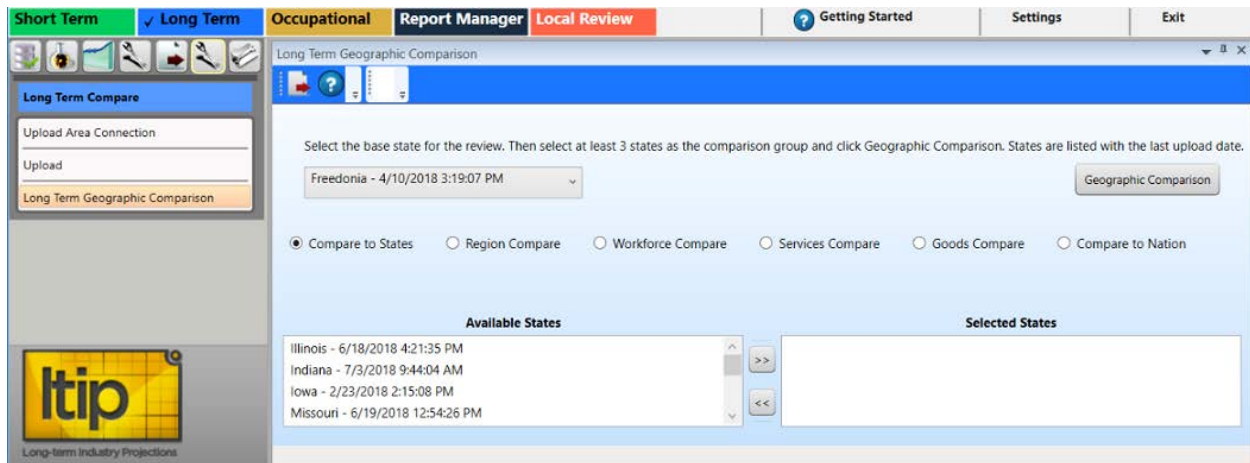 Short Term ✓ Long Term Occupational Report Manager Local Review ? Getting Started Settings Exit
Long Term Geographic Comparison
?
Long Term Compare
Upload Area Connection
Upload
Long Term Geographic Comparison
Select the base state for the review. Then select at least 3 states as the comparison group and click Geographic Comparison. States are listed with the last upload date.
Freedonia - 4/10/2018 3:19:07 PM
Geographic Comparison
Compare to States Region Compare Workforce Compare Services Compare Goods Compare Compare to Nation
Available States
Selected States
Illinois - 6/18/2018 4:21:35 PM
Indiana - 7/3/2018 9:44:04 AM
Iowa - 2/23/2018 2:15:08 PM
Missouri - 6/19/2018 12:54:26 PM
>>
<<
ltip
Long-term Industry Projections